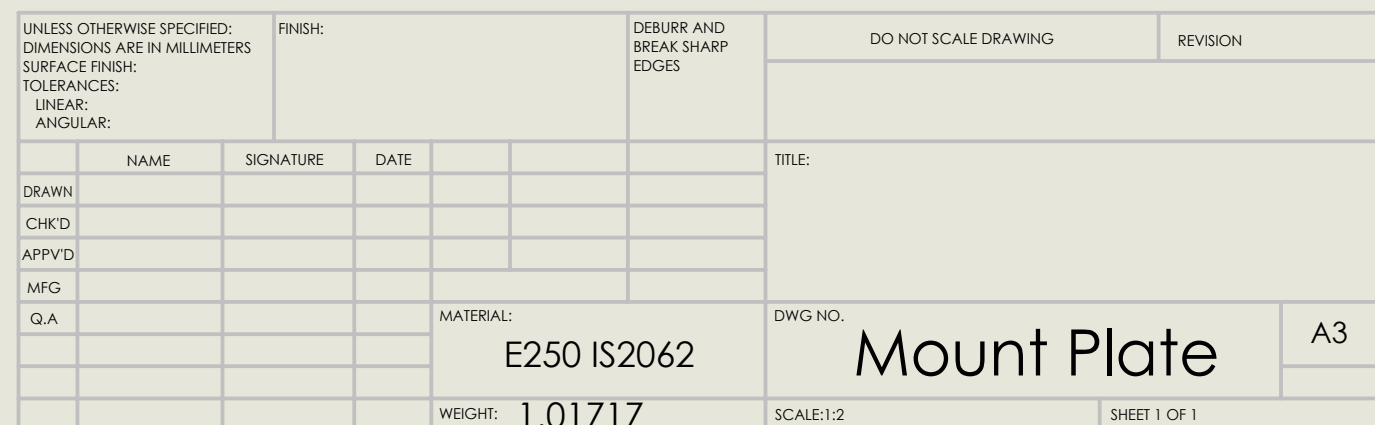 UNLESS OTHERWISE SPECIFIED:
DIMENSIONS ARE IN MILLIMETERS
SURFACE FINISH:
TOLERANCES:
LINEAR:
ANGULAR:
FINISH:
DEBURR AND
BREAK SHARP
EDGES
DO NOT SCALE DRAWING
REVISION
NAME
SIGNATURE
DATE
TITLE:
DRAWN
CHK'D
APPV'D
MFG
Q.A
MATERIAL:
E250 IS2062
DWG NO.
Mount Plate
A3
WEIGHT: 1.01717
SCALE:1:2
SHEET 1 OF 1